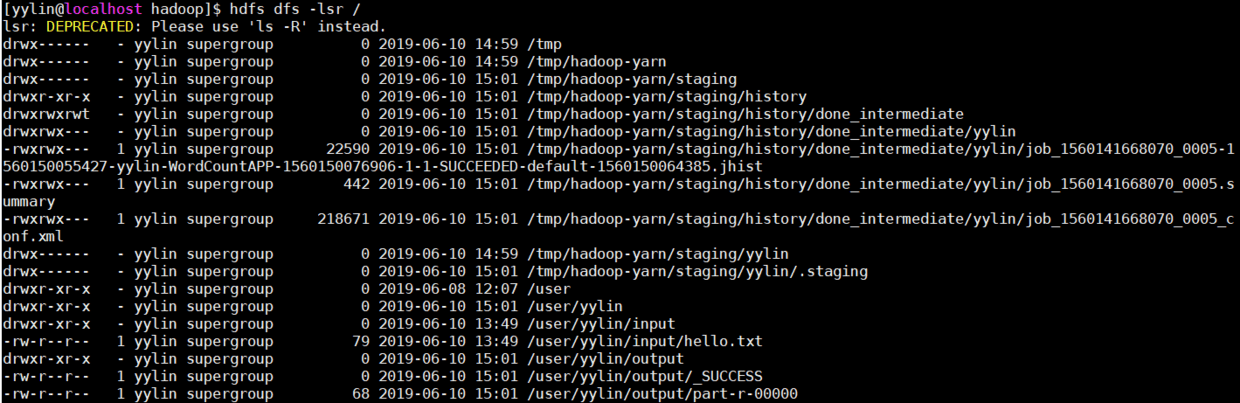 [yylin@localhost hadoop]$ hdfs dfs -lsr /
lsr: DEPRECATED: Please use 'ls -R' instead.
drwx------   - yylin supergroup          0 2019-06-10 14:59 /tmp
drwx------   - yylin supergroup          0 2019-06-10 14:59 /tmp/hadoop-yarn
drwx------   - yylin supergroup          0 2019-06-10 15:01 /tmp/hadoop-yarn/staging
drwxr-xr-x   - yylin supergroup          0 2019-06-10 15:01 /tmp/hadoop-yarn/staging/history
drwxrwxrwt   - yylin supergroup          0 2019-06-10 15:01 /tmp/hadoop-yarn/staging/history/done_intermediate
drwxrwx---   - yylin supergroup          0 2019-06-10 15:01 /tmp/hadoop-yarn/staging/history/done_intermediate/yylin
-rwxrwx---   1 yylin supergroup      22590 2019-06-10 15:01 /tmp/hadoop-yarn/staging/history/done_intermediate/yylin/job_1560141668070_0005-1
560150055427-yylin-WordCountAPP-1560150076906-1-1-SUCCEEDED-default-1560150064385.jhist
-rwxrwx---   1 yylin supergroup        442 2019-06-10 15:01 /tmp/hadoop-yarn/staging/history/done_intermediate/yylin/job_1560141668070_0005.s
ummary
-rwxrwx---   1 yylin supergroup     218671 2019-06-10 15:01 /tmp/hadoop-yarn/staging/history/done_intermediate/yylin/job_1560141668070_0005_c
onf.xml
drwx------   - yylin supergroup          0 2019-06-10 14:59 /tmp/hadoop-yarn/staging/yylin
drwx------   - yylin supergroup          0 2019-06-10 15:01 /tmp/hadoop-yarn/staging/yylin/.staging
drwxr-xr-x   - yylin supergroup          0 2019-06-08 12:07 /user
drwxr-xr-x   - yylin supergroup          0 2019-06-10 15:01 /user/yylin
drwxr-xr-x   - yylin supergroup          0 2019-06-10 13:49 /user/yylin/input
-rw-r--r--   1 yylin supergroup         79 2019-06-10 13:49 /user/yylin/input/hello.txt
drwxr-xr-x   - yylin supergroup          0 2019-06-10 15:01 /user/yylin/output
-rw-r--r--   1 yylin supergroup          0 2019-06-10 15:01 /user/yylin/output/_SUCCESS
-rw-r--r--   1 yylin supergroup         68 2019-06-10 15:01 /user/yylin/output/part-r-00000